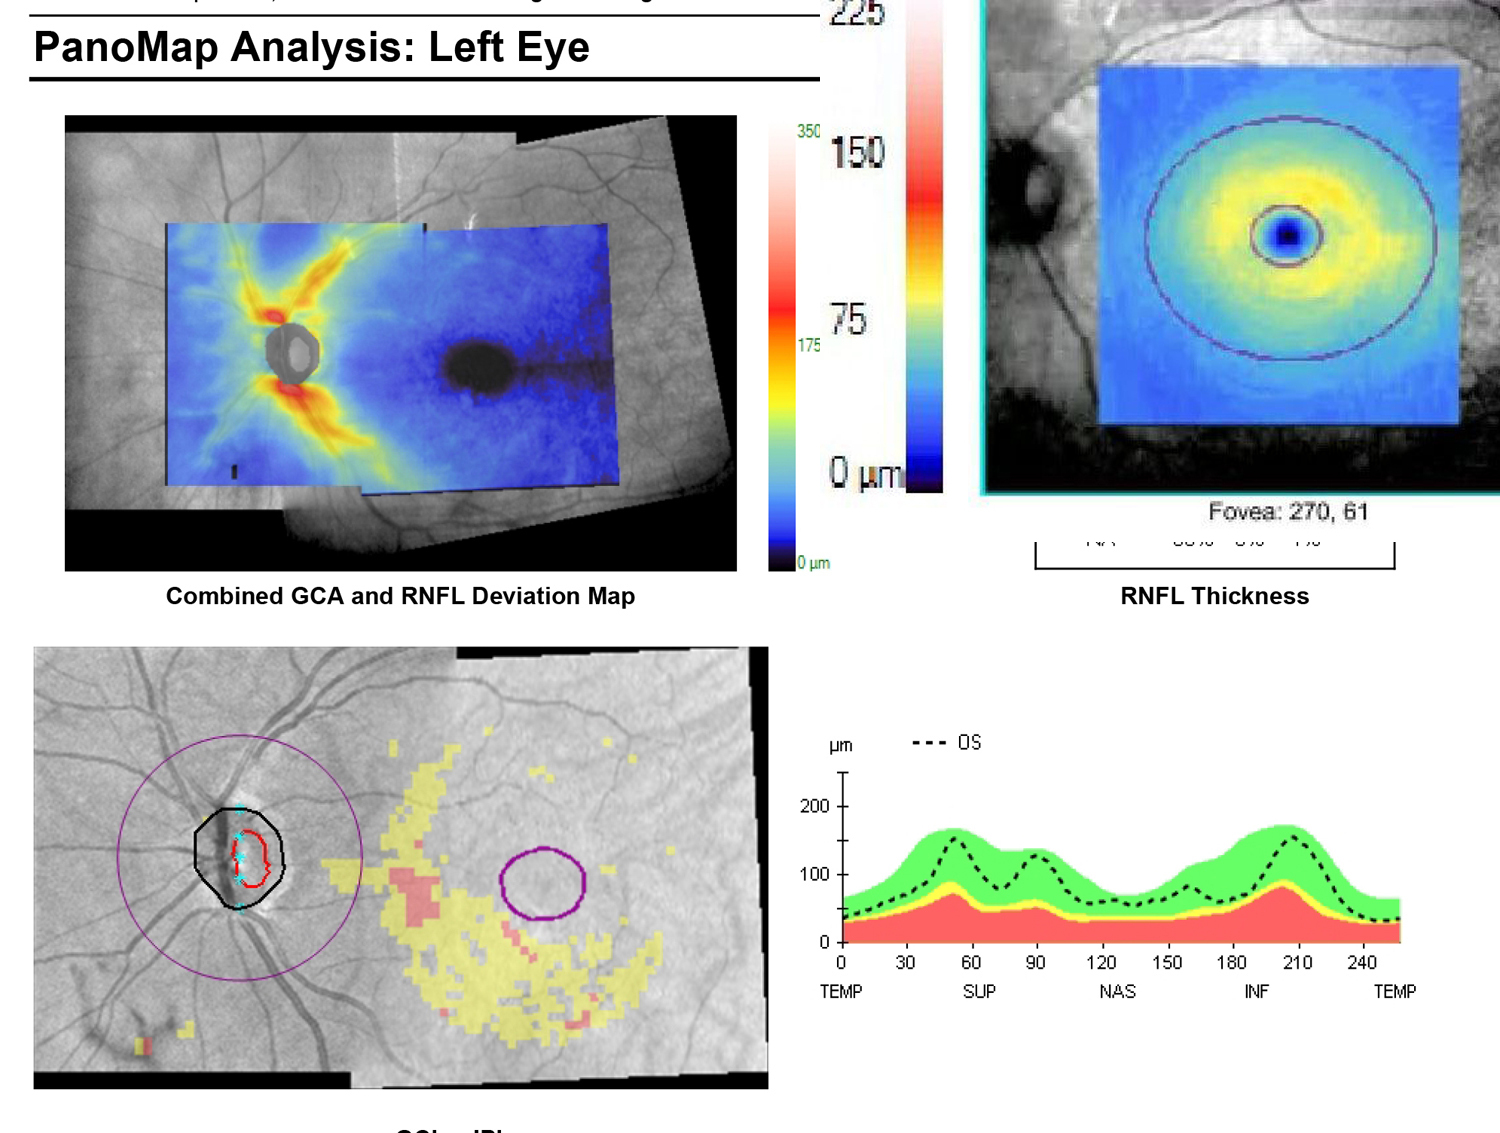 PanoMap Analysis: Left Eye
350
175
0 µm
225
150
75
0 µm
Fovea: 270, 61
Combined GCA and RNFL Deviation Map
RNFL Thickness
µm
OS
200
100
0
0 30 60 90 120 150 180 210 240
TEMP SUP NAS INF TEMP